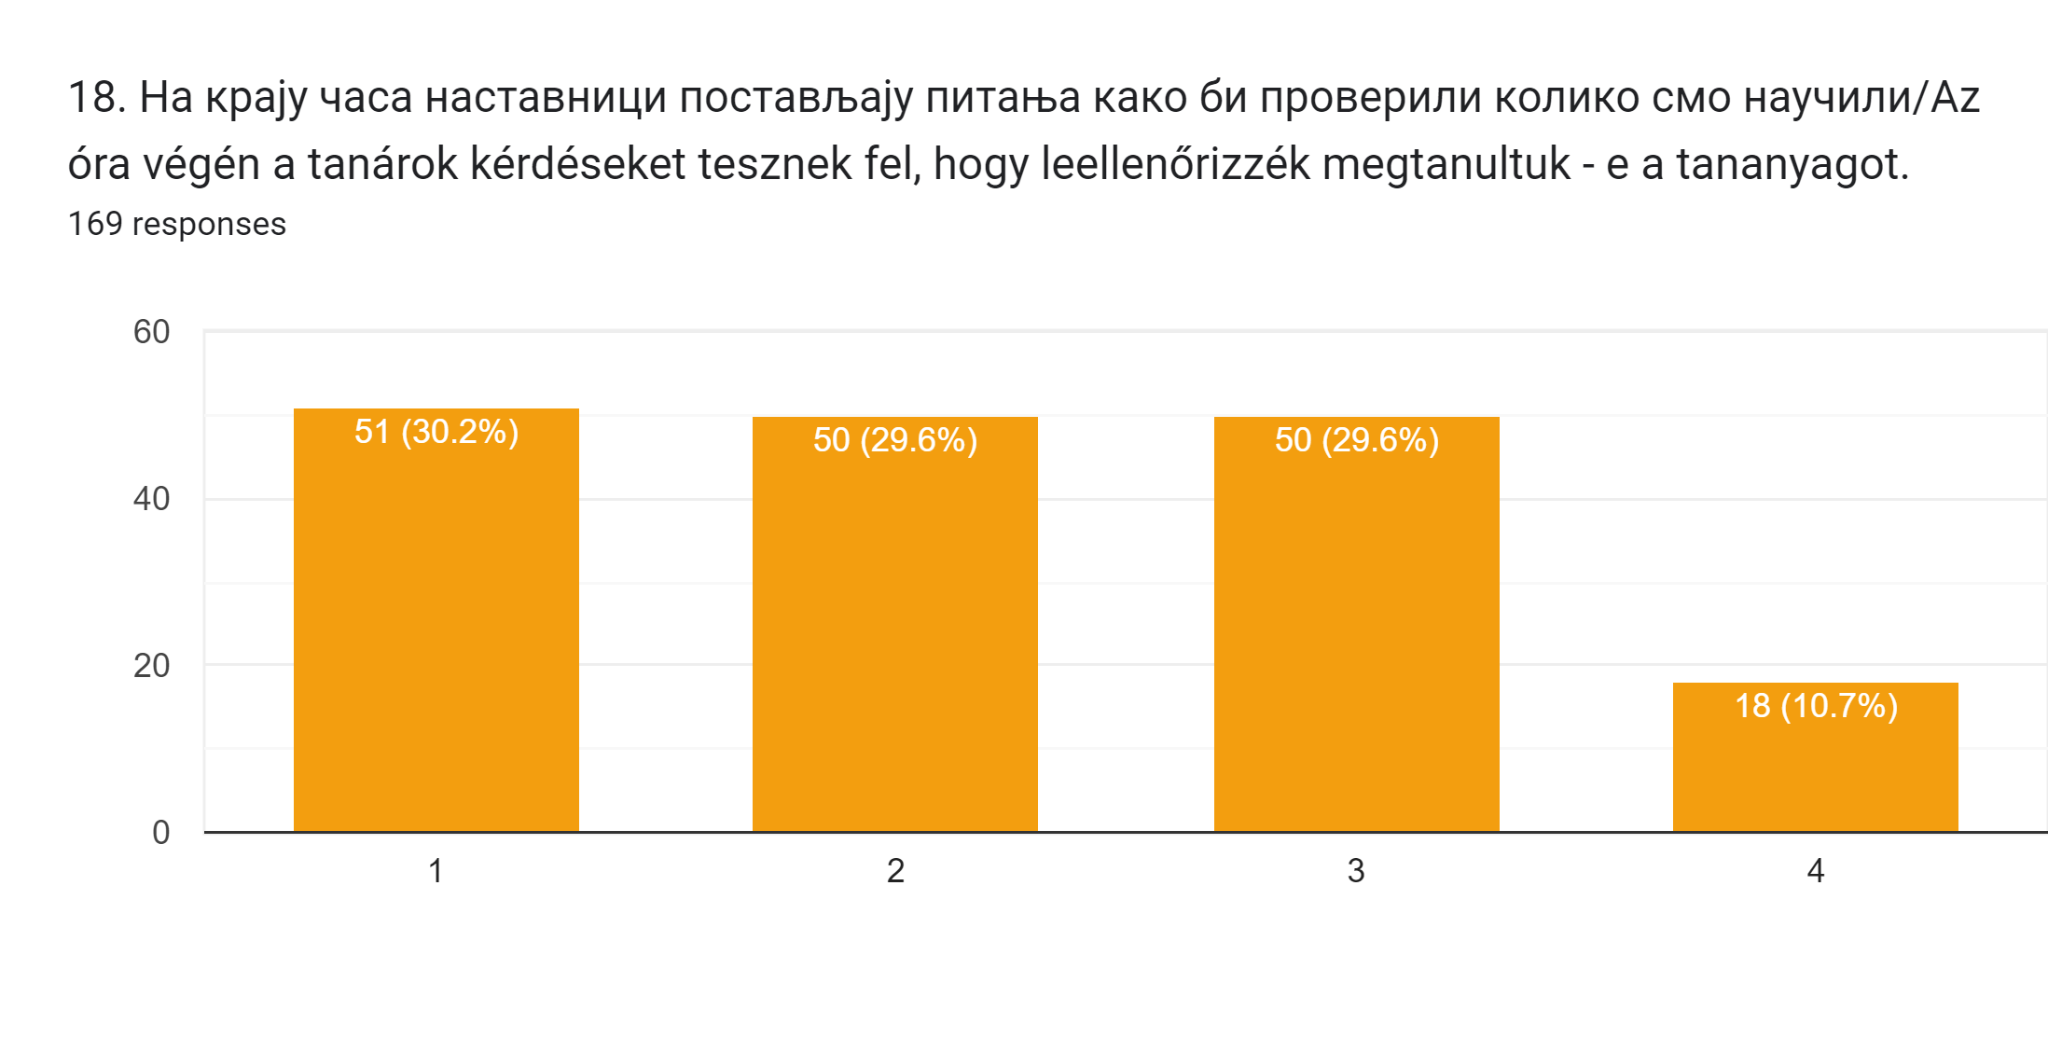 18. На крају часа наставници постављају питања како би проверили колико смо научили/Az
óra végén a tanárok kérdéseket tesznek fel, hogy leellenőrizzék megtanultuk - e a tananyagot.
169 responses
60
51 (30.2%) 50 (29.6%) 50 (29.6%)
40
20
18 (10.7%)
0
1 2 3 4